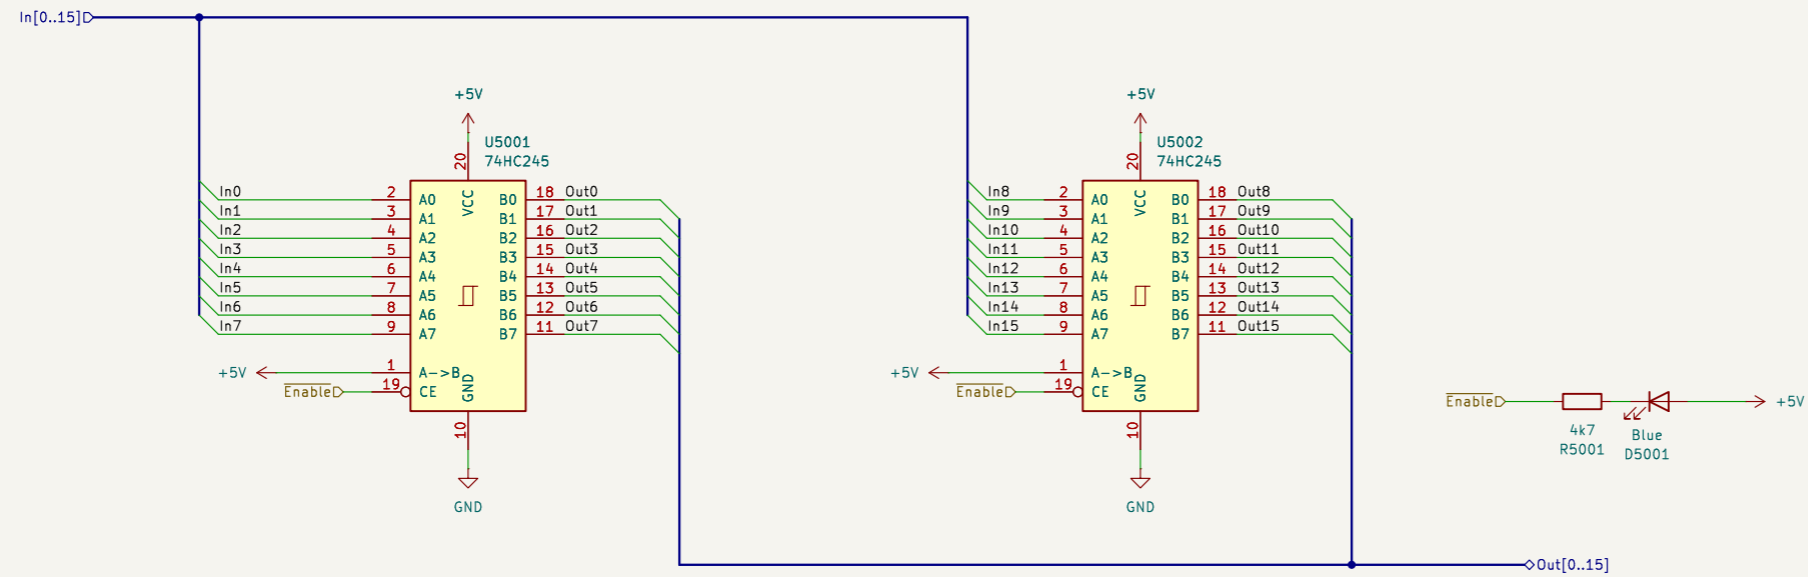 In[0..15]
+5V
U5001
74HC245
20
VCC
In0 2 A0 B0 18 Out0
In1 3 A1 B1 17 Out1
In2 4 A2 B2 16 Out2
In3 5 A3 B3 15 Out3
In4 6 A4 B4 14 Out4
In5 7 A5 B5 13 Out5
In6 8 A6 B6 12 Out6
In7 9 A7 B7 11 Out7
+5V 1 A->B
Enable 19 CE
GND
10
GND
+5V
U5002
74HC245
20
VCC
In8 2 A0 B0 18 Out8
In9 3 A1 B1 17 Out9
In10 4 A2 B2 16 Out10
In11 5 A3 B3 15 Out11
In12 6 A4 B4 14 Out12
In13 7 A5 B5 13 Out13
In14 8 A6 B6 12 Out14
In15 9 A7 B7 11 Out15
+5V 1 A->B
Enable 19 CE
GND
10
GND
Enable
4k7
R5001
Blue
D5001
+5V
Out[0..15]